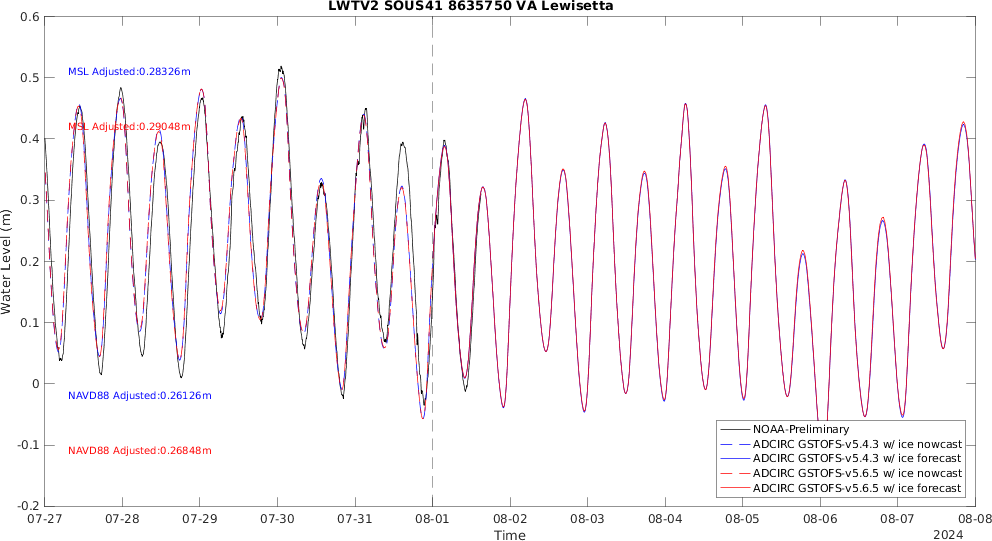 LWTV2 SOUS41 8635750 VA Lewisetta
0.6
0.5
0.4
0.3
0.2
0.1
0
-0.1
-0.2
Water Level (m)
MSL Adjusted:0.28326m
MSL Adjusted:0.29048m
NAVD88 Adjusted:0.26126m
NAVD88 Adjusted:0.26848m
NOAA-Preliminary
ADCIRC GSTOFS-v5.4.3 w/ ice nowcast
ADCIRC GSTOFS-v5.4.3 w/ ice forecast
ADCIRC GSTOFS-v5.6.5 w/ ice nowcast
ADCIRC GSTOFS-v5.6.5 w/ ice forecast
07-27 07-28 07-29 07-30 07-31 08-01 08-02 08-03 08-04 08-05 08-06 08-07 08-08
Time
2024